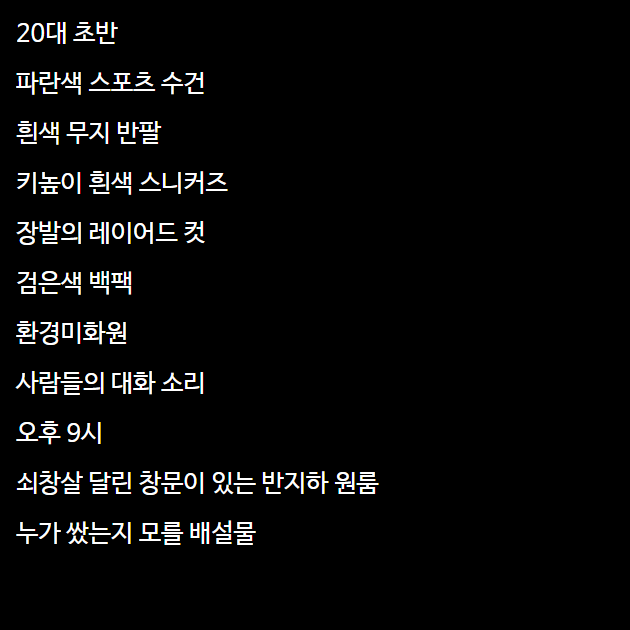 20대 초반
파란색 스포츠 수건
흰색 무지 반팔
키높이 흰색 스니커즈
장발의 레이어드 컷
검은색 백팩
환경미화원
사람들의 대화 소리
오후 9시
쇠창살 달린 창문이 있는 반지하 원룸
누가 쌌는지 모를 배설물